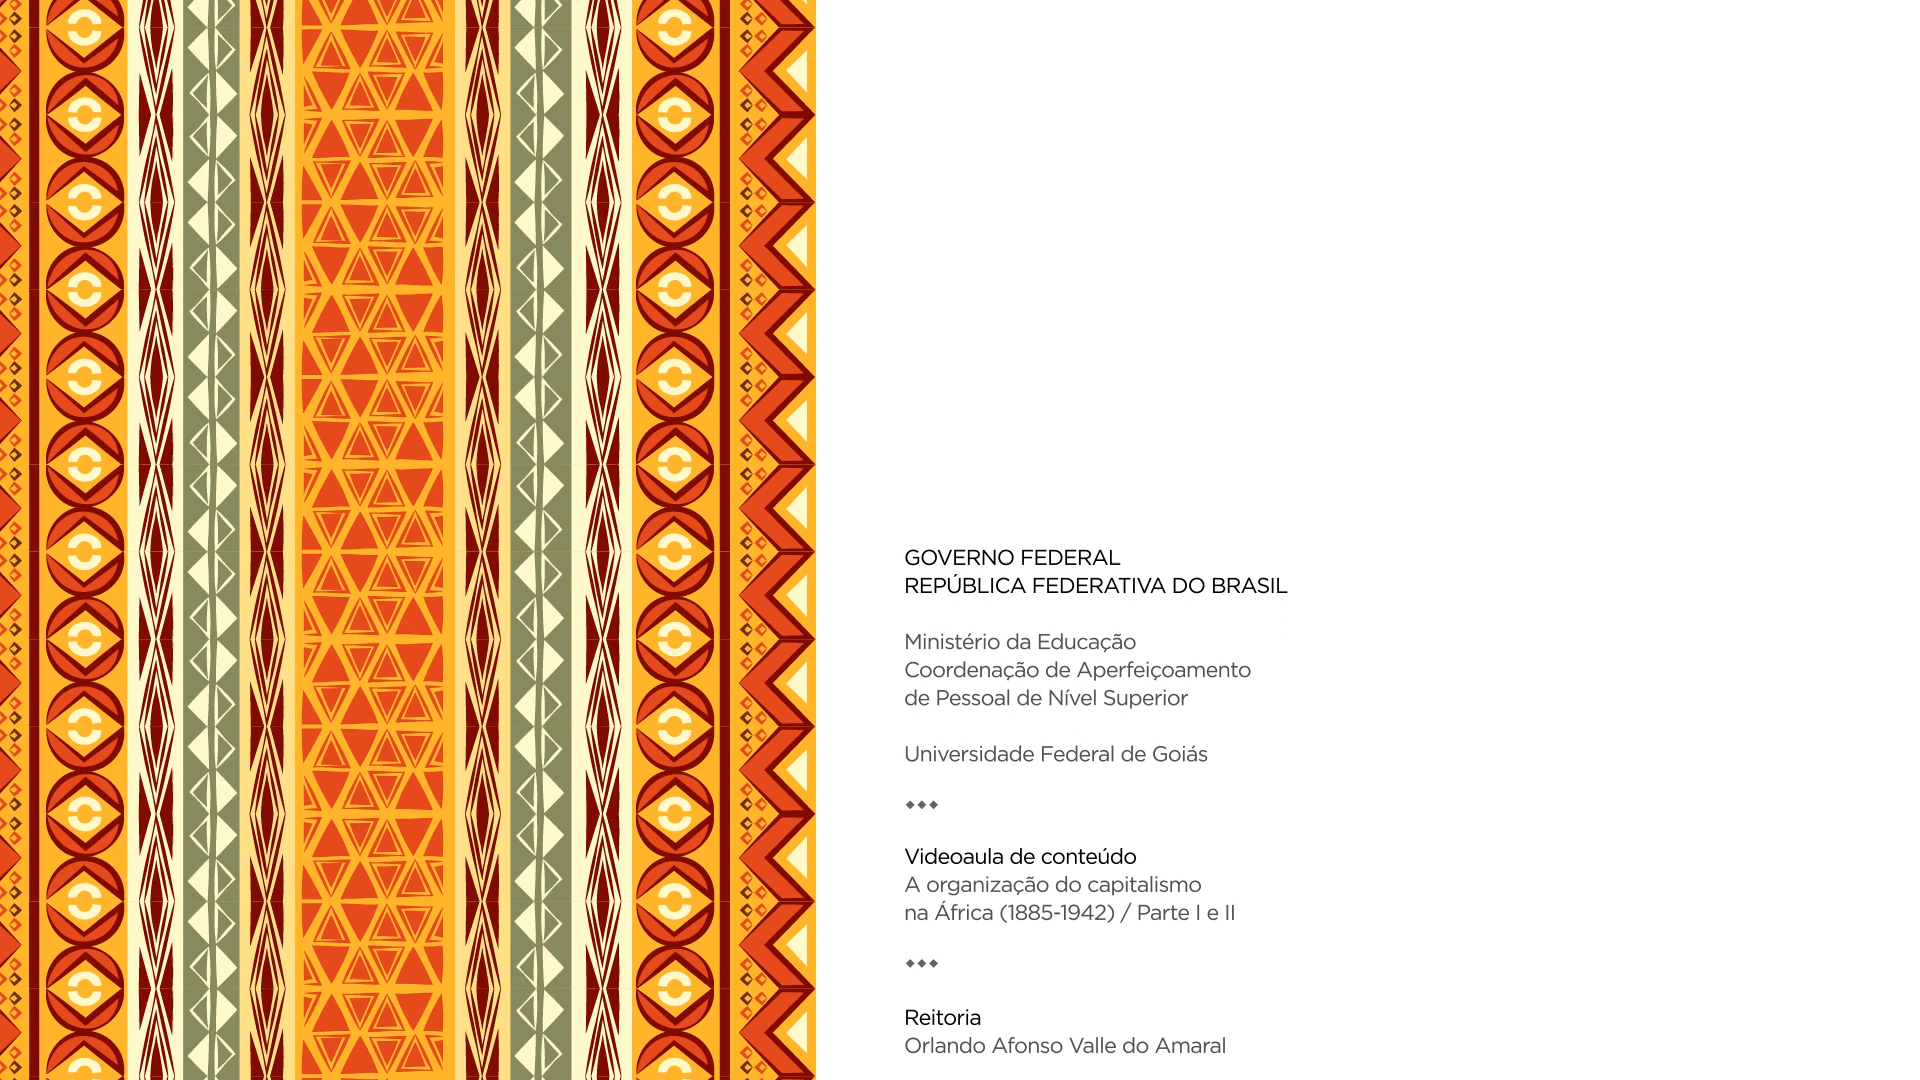 GOVERNO FEDERAL
REPÚBLICA FEDERATIVA DO BRASIL
Ministério da Educação
Coordenação de Aperfeiçoamento
de Pessoal de Nível Superior
Universidade Federal de Goiás
Videoaula de conteúdo
A organização do capitalismo
na África (1885-1942) / Parte I e II
Reitoria
Orlando Afonso Valle do Amaral